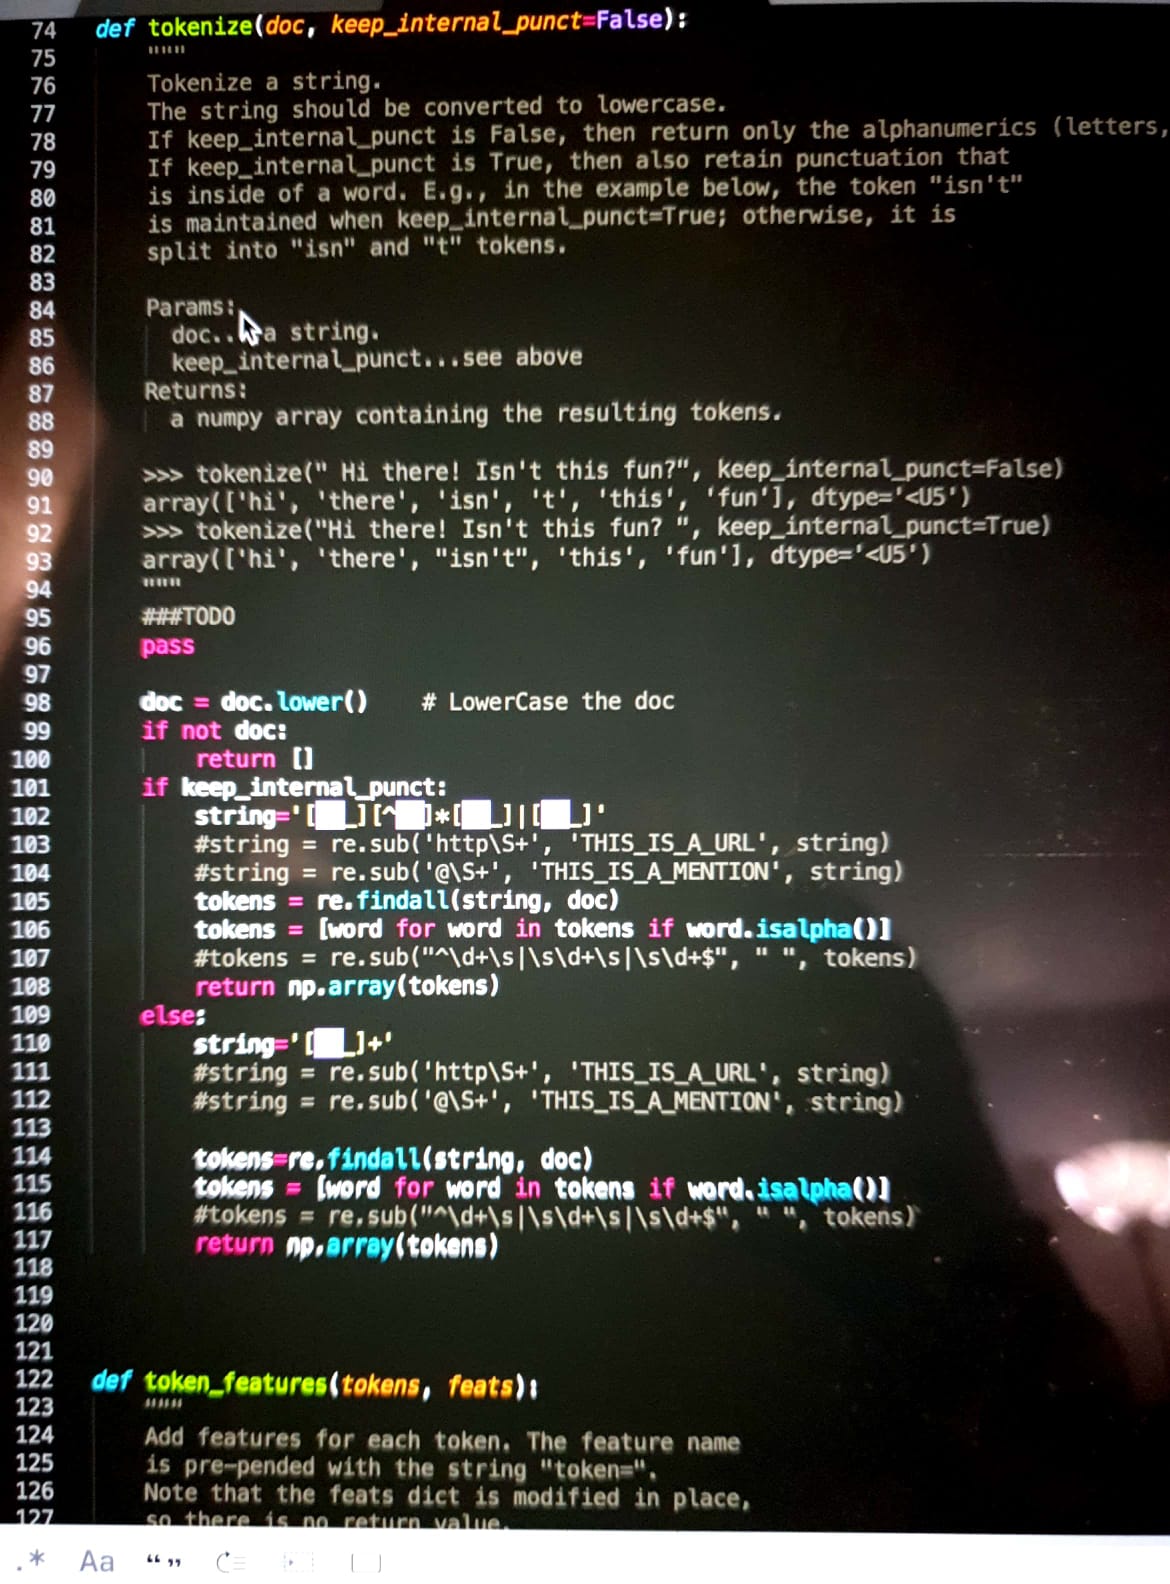 74 def tokenize(doc, keep_internal_punct=False):
75 """
76 Tokenize a string.
77 The string should be converted to lowercase.
78 If keep_internal_punct is False, then return only the alphanumerics (letters,
79 If keep_internal_punct is True, then also retain punctuation that
80 is inside of a word. E.g., in the example below, the token "isn't"
81 is maintained when keep_internal_punct=True; otherwise, it is
82 split into "isn" and "t" tokens.
83
84 Params:
85 doc.. a string.
86 keep_internal_punct...see above
87 Returns:
88 a numpy array containing the resulting tokens.
89
90 >>> tokenize(" Hi there! Isn't this fun?", keep_internal_punct=False)
91 array(['hi', 'there', 'isn', 't', 'this', 'fun'], dtype='<U5')
92 >>> tokenize("Hi there! Isn't this fun? ", keep_internal_punct=True)
93 array(['hi', 'there', "isn't", 'this', 'fun'], dtype='<U5')
94 """
95 ###TODO
96 pass
97
98 doc = doc.lower() # LowerCase the doc
99 if not doc:
100 return []
101 if keep_internal_punct:
102 string='[_][^]*[_]|[_]'
103 #string = re.sub('http\S+', 'THIS_IS_A_URL', string)
104 #string = re.sub('@\S+', 'THIS_IS_A_MENTION', string)
105 tokens = re.findall(string, doc)
106 tokens = [word for word in tokens if word.isalpha()]
107 #tokens = re.sub("^\d+\s|\s\d+\s|\s\d+$", " ", tokens)
108 return np.array(tokens)
109 else:
110 string='[_]+'
111 #string = re.sub('http\S+', 'THIS_IS_A_URL', string)
112 #string = re.sub('@\S+', 'THIS_IS_A_MENTION', string)
113
114 tokens=re.findall(string, doc)
115 tokens = [word for word in tokens if word.isalpha()]
116 #tokens = re.sub("^\d+\s|\s\d+\s|\s\d+$", " ", tokens)
117 return np.array(tokens)
118
119
120
121
122 def token_features(tokens, feats):
123 """
124 Add features for each token. The feature name
125 is pre-pended with the string "token=".
126 Note that the feats dict is modified in place,
127 so there is no return value.
.* Aa “ ”